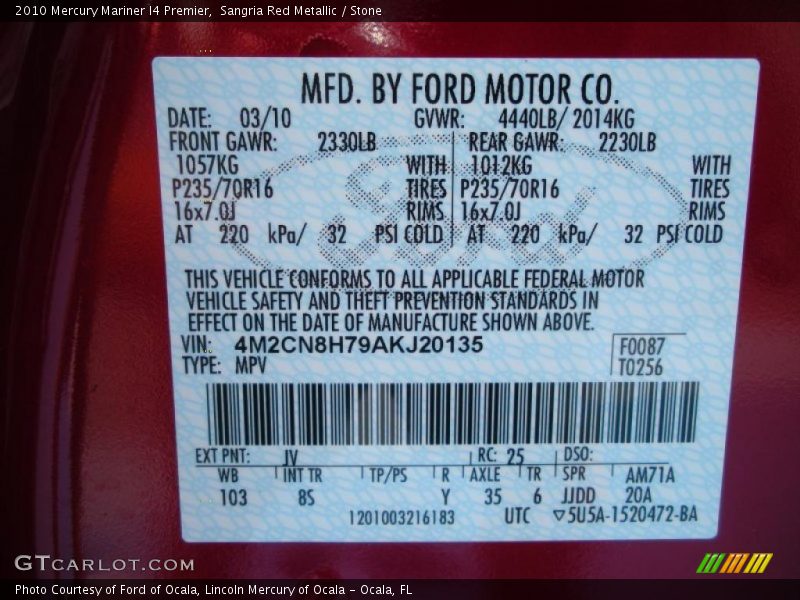 2010 Mercury Mariner I4 Premier,  Sangria Red Metallic / Stone
MFD. BY FORD MOTOR CO.
DATE: 03/10 GVWR: 4440LB/ 2014KG
FRONT GAWR: 2330LB REAR GAWR: 2230LB
1057KG WITH 1012KG WITH
P235/70R16 TIRES P235/70R16 TIRES
16x7.0J RIMS 16x7.0J RIMS
AT 220 kPa/ 32 PSI COLD AT 220 kPa/ 32 PSI COLD
Ford
THIS VEHICLE CONFORMS TO ALL APPLICABLE FEDERAL MOTOR
VEHICLE SAFETY AND THEFT PREVENTION STANDARDS IN
EFFECT ON THE DATE OF MANUFACTURE SHOWN ABOVE.
VIN: 4M2CN8H79AKJ20135 F0087
TYPE: MPV T0256
EXT PNT: JV RC: 25 DSO:
WB INT TR TP/PS R AXLE TR SPR AM71A
103 8S Y 35 6 JJDD 20A
1201003216183 UTC ▽5U5A-1520472-BA
GTCARLOT.COM
Photo Courtesy of Ford of Ocala, Lincoln Mercury of Ocala - Ocala, FL